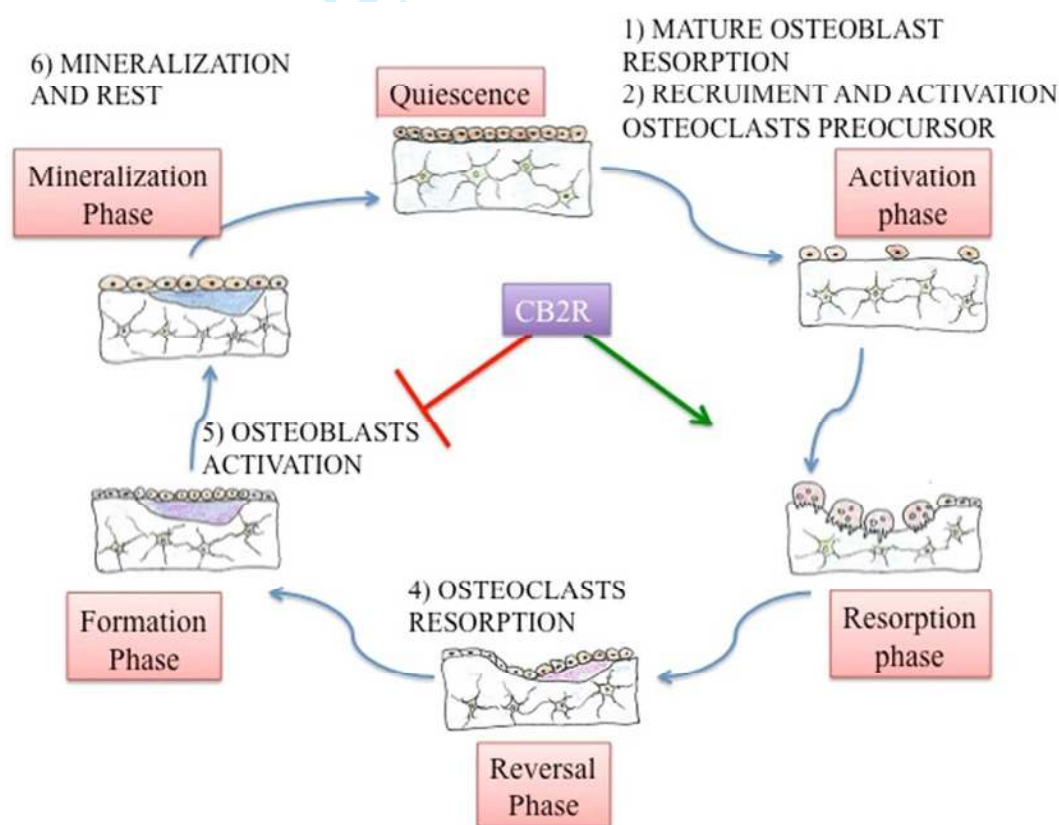 1) MATURE OSTEOBLAST
RESORPTION
2) RECRUIMENT AND ACTIVATION
OSTEOCLASTS PREOCURSOR
6) MINERALIZATION
AND REST
Quiescence
Mineralization
Phase
Activation
phase
CB2R
5) OSTEOBLASTS
ACTIVATION
4) OSTEOCLASTS
RESORPTION
Formation
Phase
Resorption
phase
Reversal
Phase